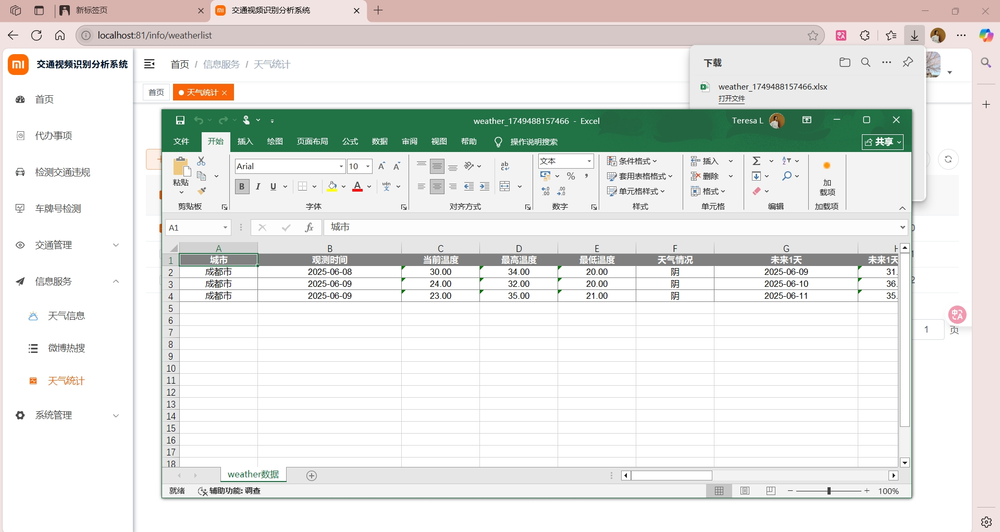 新标签页
交通视频识别分析系统
localhost:81/info/weatherlist
交通视频识别分析系统
首页 / 信息服务 / 天气统计
首页
天气统计
首页
代办事项
检测交通违规
车牌号检测
交通管理
信息服务
天气信息
微博热搜
天气统计
系统管理
下载
weather_1749488157466.xlsx
打开文件
weather_1749488157466 - Excel
Teresa L
文件 开始 插入 绘图 页面布局 公式 数据 审阅 视图 帮助 操作说明搜索
共享
粘贴
剪贴板
Arial 10
B I U wén 文
字体
ab
对齐方式
文本
%
数字
条件格式
套用表格格式
单元格样式
样式
插入
删除
格式
单元格
编辑
加
载项
加载项
A1 fx 城市
A B C D E F G H
1 城市 观测时间 当前温度 最高温度 最低温度 天气情况 未来1天 未来1天
2 成都市 2025-06-08 30.00 34.00 20.00 阴 2025-06-09 31.
3 成都市 2025-06-09 24.00 32.00 20.00 阴 2025-06-10 36.
4 成都市 2025-06-09 23.00 35.00 21.00 阴 2025-06-11 35.
5
6
7
8
9
10
11
12
13
14
15
16
17
18
1 页
weather数据
就绪 辅助功能: 调查
100%